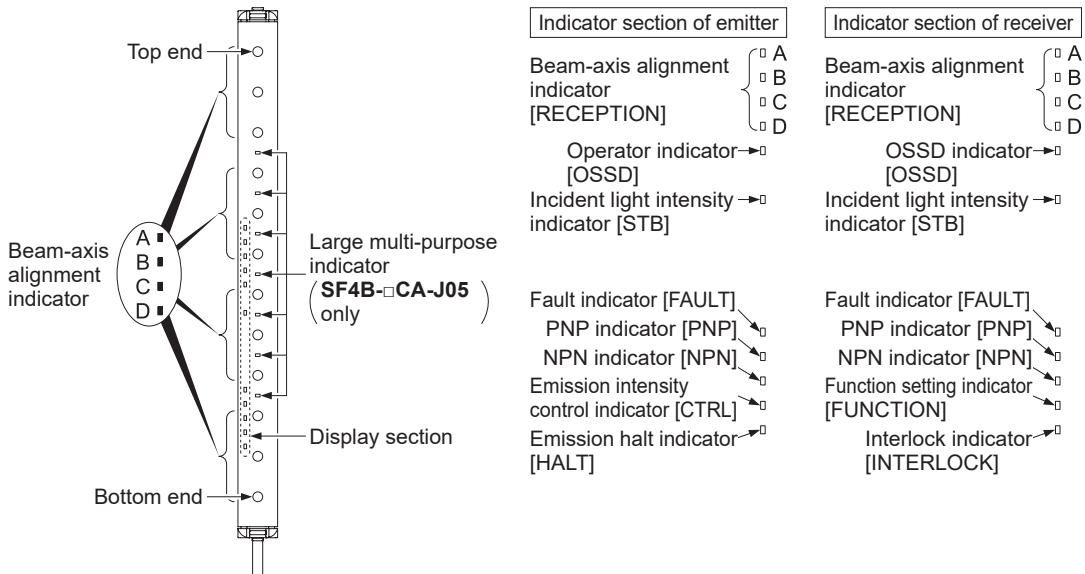 Top end
Beam-axis
alignment
indicator
A
B
C
D
Large multi-purpose
indicator
(SF4B-□CA-J05
only)
Display section
Bottom end
Indicator section of emitter
Beam-axis alignment
indicator
[RECEPTION]
A
B
C
D
Operator indicator
[OSSD]
Incident light intensity
indicator [STB]
Fault indicator [FAULT]
PNP indicator [PNP]
NPN indicator [NPN]
Emission intensity
control indicator [CTRL]
Emission halt indicator
[HALT]
Indicator section of receiver
Beam-axis alignment
indicator
[RECEPTION]
A
B
C
D
OSSD indicator
[OSSD]
Incident light intensity
indicator [STB]
Fault indicator [FAULT]
PNP indicator [PNP]
NPN indicator [NPN]
Function setting indicator
[FUNCTION]
Interlock indicator
[INTERLOCK]